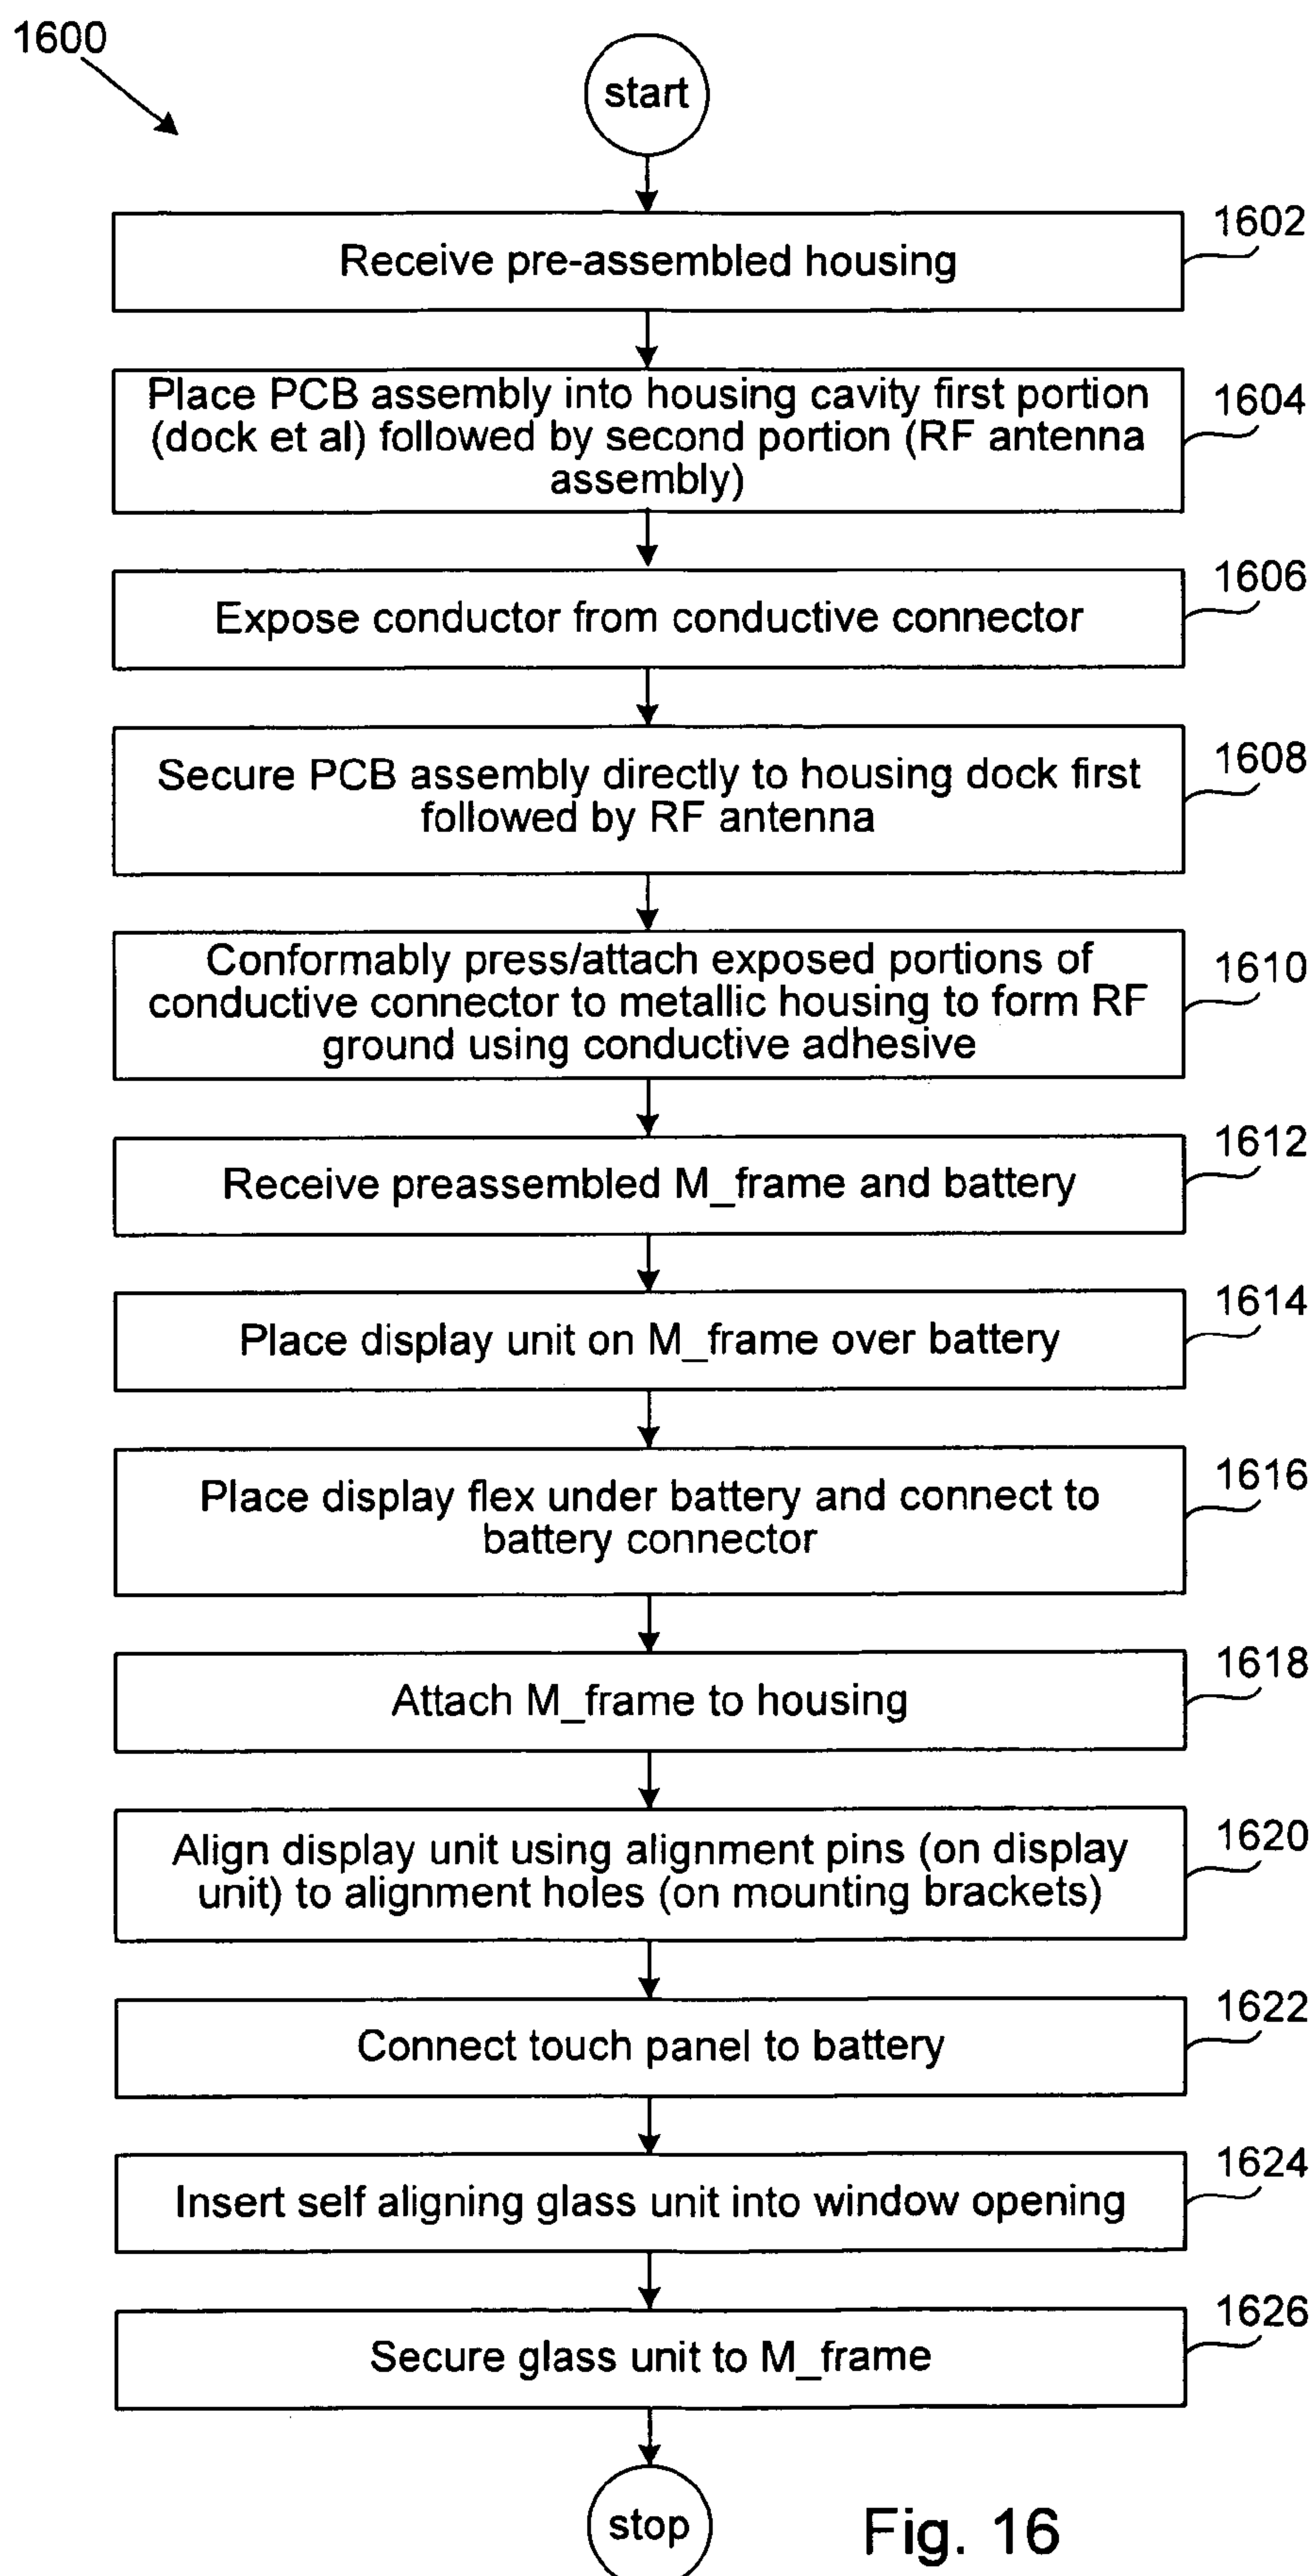 1600
start
1602
Receive pre-assembled housing
1604
Place PCB assembly into housing cavity first portion
(dock et al) followed by second portion (RF antenna
assembly)
1606
Expose conductor from conductive connector
1608
Secure PCB assembly directly to housing dock first
followed by RF antenna
1610
Conformably press/attach exposed portions of
conductive connector to metallic housing to form RF
ground using conductive adhesive
1612
Receive preassembled M_frame and battery
1614
Place display unit on M_frame over battery
1616
Place display flex under battery and connect to
battery connector
1618
Attach M_frame to housing
1620
Align display unit using alignment pins (on display
unit) to alignment holes (on mounting brackets)
1622
Connect touch panel to battery
1624
Insert self aligning glass unit into window opening
1626
Secure glass unit to M_frame
stop
Fig. 16